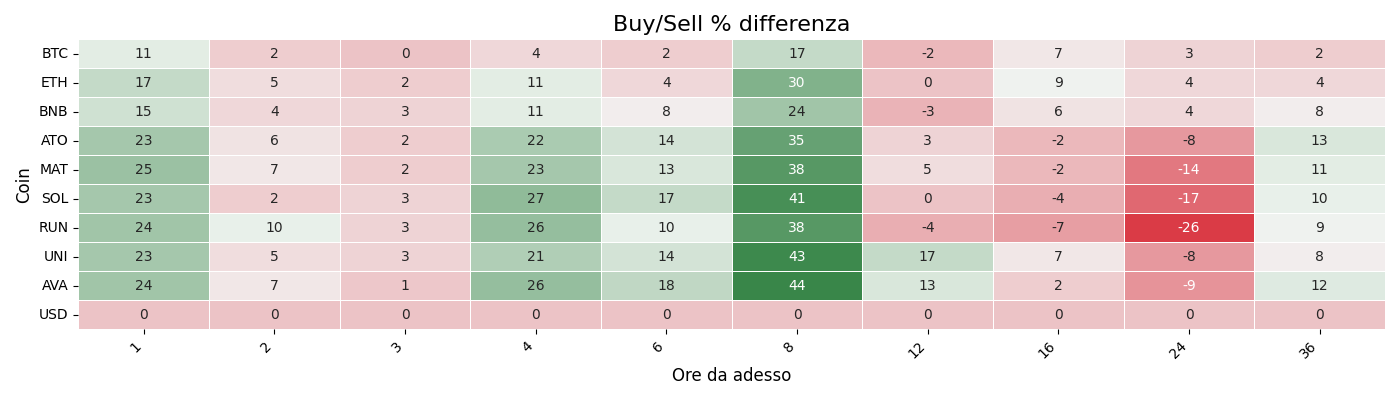 Buy/Sell % differenza
Coin
BTC 11 2 0 4 2 17 -2 7 3 2
ETH 17 5 2 11 4 30 0 9 4 4
BNB 15 4 3 11 8 24 -3 6 4 8
ATO 23 6 2 22 14 35 3 -2 -8 13
MAT 25 7 2 23 13 38 5 -2 -14 11
SOL 23 2 3 27 17 41 0 -4 -17 10
RUN 24 10 3 26 10 38 -4 -7 -26 9
UNI 23 5 3 21 14 43 17 7 -8 8
AVA 24 7 1 26 18 44 13 2 -9 12
USD 0 0 0 0 0 0 0 0 0 0
1 2 3 4 6 8 12 16 24 36
Ore da adesso